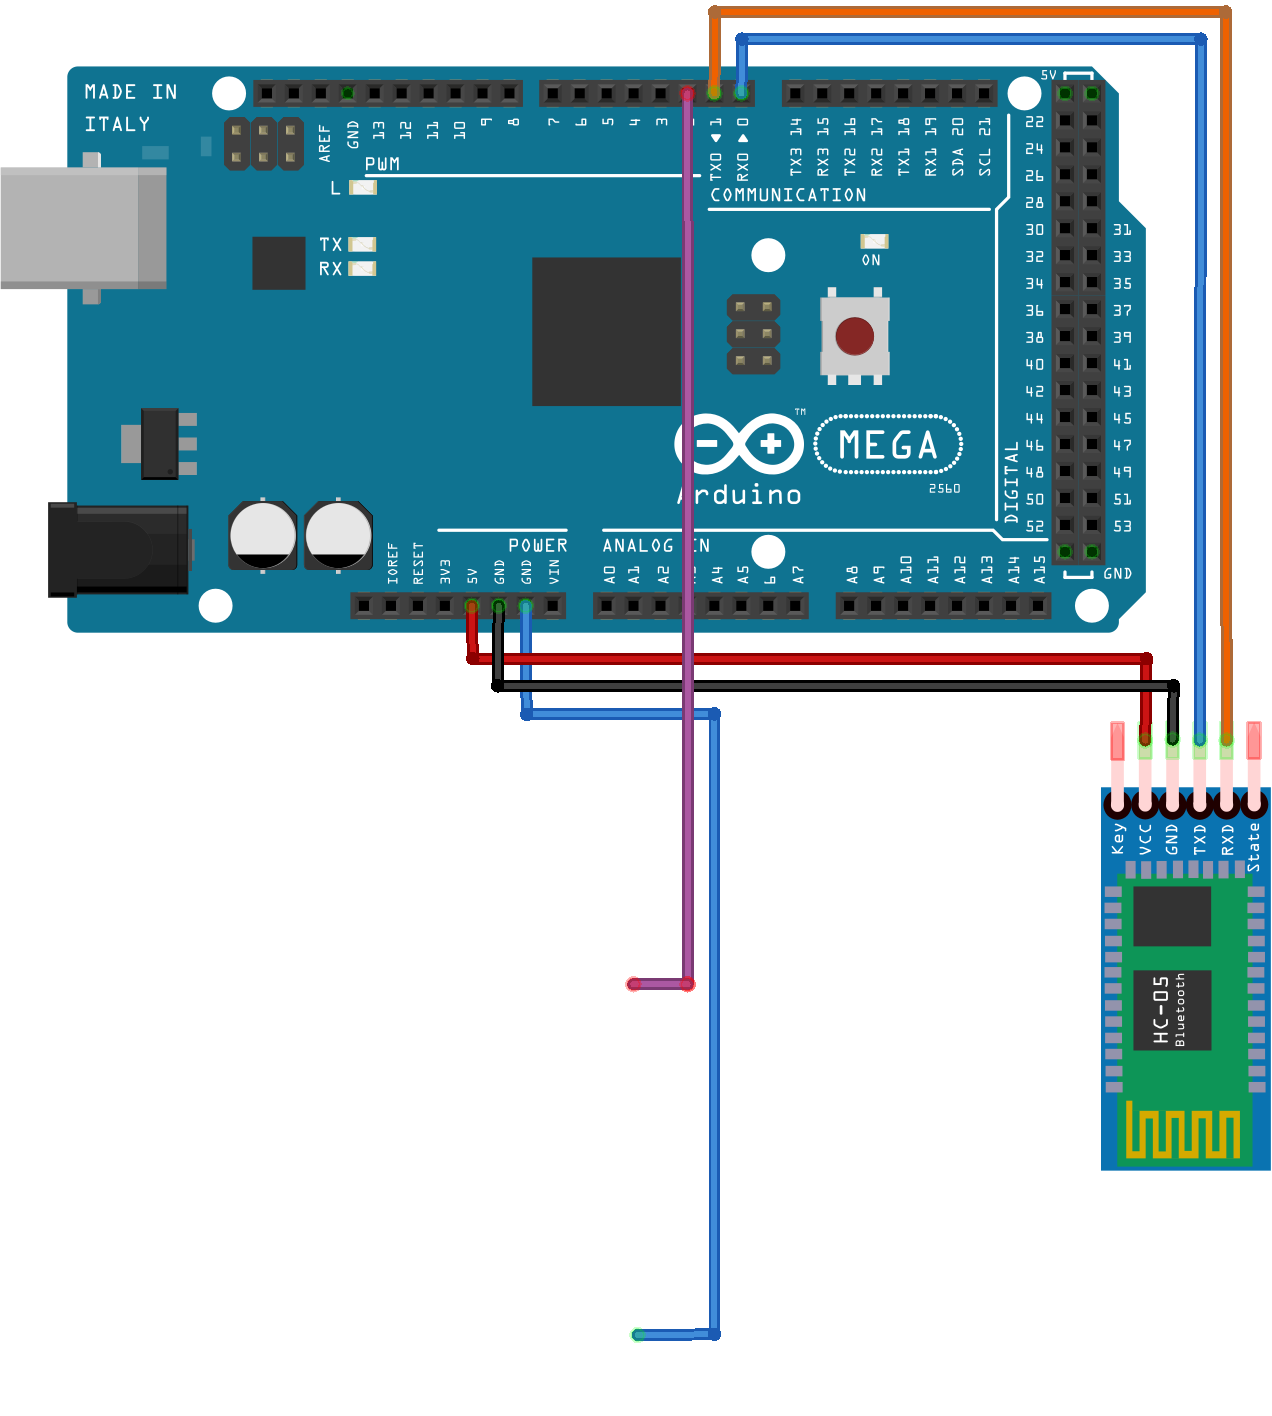 MADE IN
ITALY
AREF
GND
13
12
11
10
9
8
7
6
5
4
3
1
0
TX0
RX0
TX3 14
RX3 15
TX2 16
RX2 17
TX1 18
RX1 19
SDA 20
SCL 21
5V
PWM
L
TX
RX
COMMUNICATION
ON
22
24
26
28
30 31
32 33
34 35
36 37
38 39
40 41
42 43
44 45
46 47
48 49
50 51
52 53
GND
DIGITAL
TM
MEGA
Arduino
2560
POWER
ANALOG IN
IOREF
RESET
3V3
5V
GND
GND
VIN
A0
A1
A2
A4
A5
A7
A8
A9
A10
A11
A12
A13
A14
A15
Key
VCC
GND
TXD
RXD
State
HC-05
Bluetooth